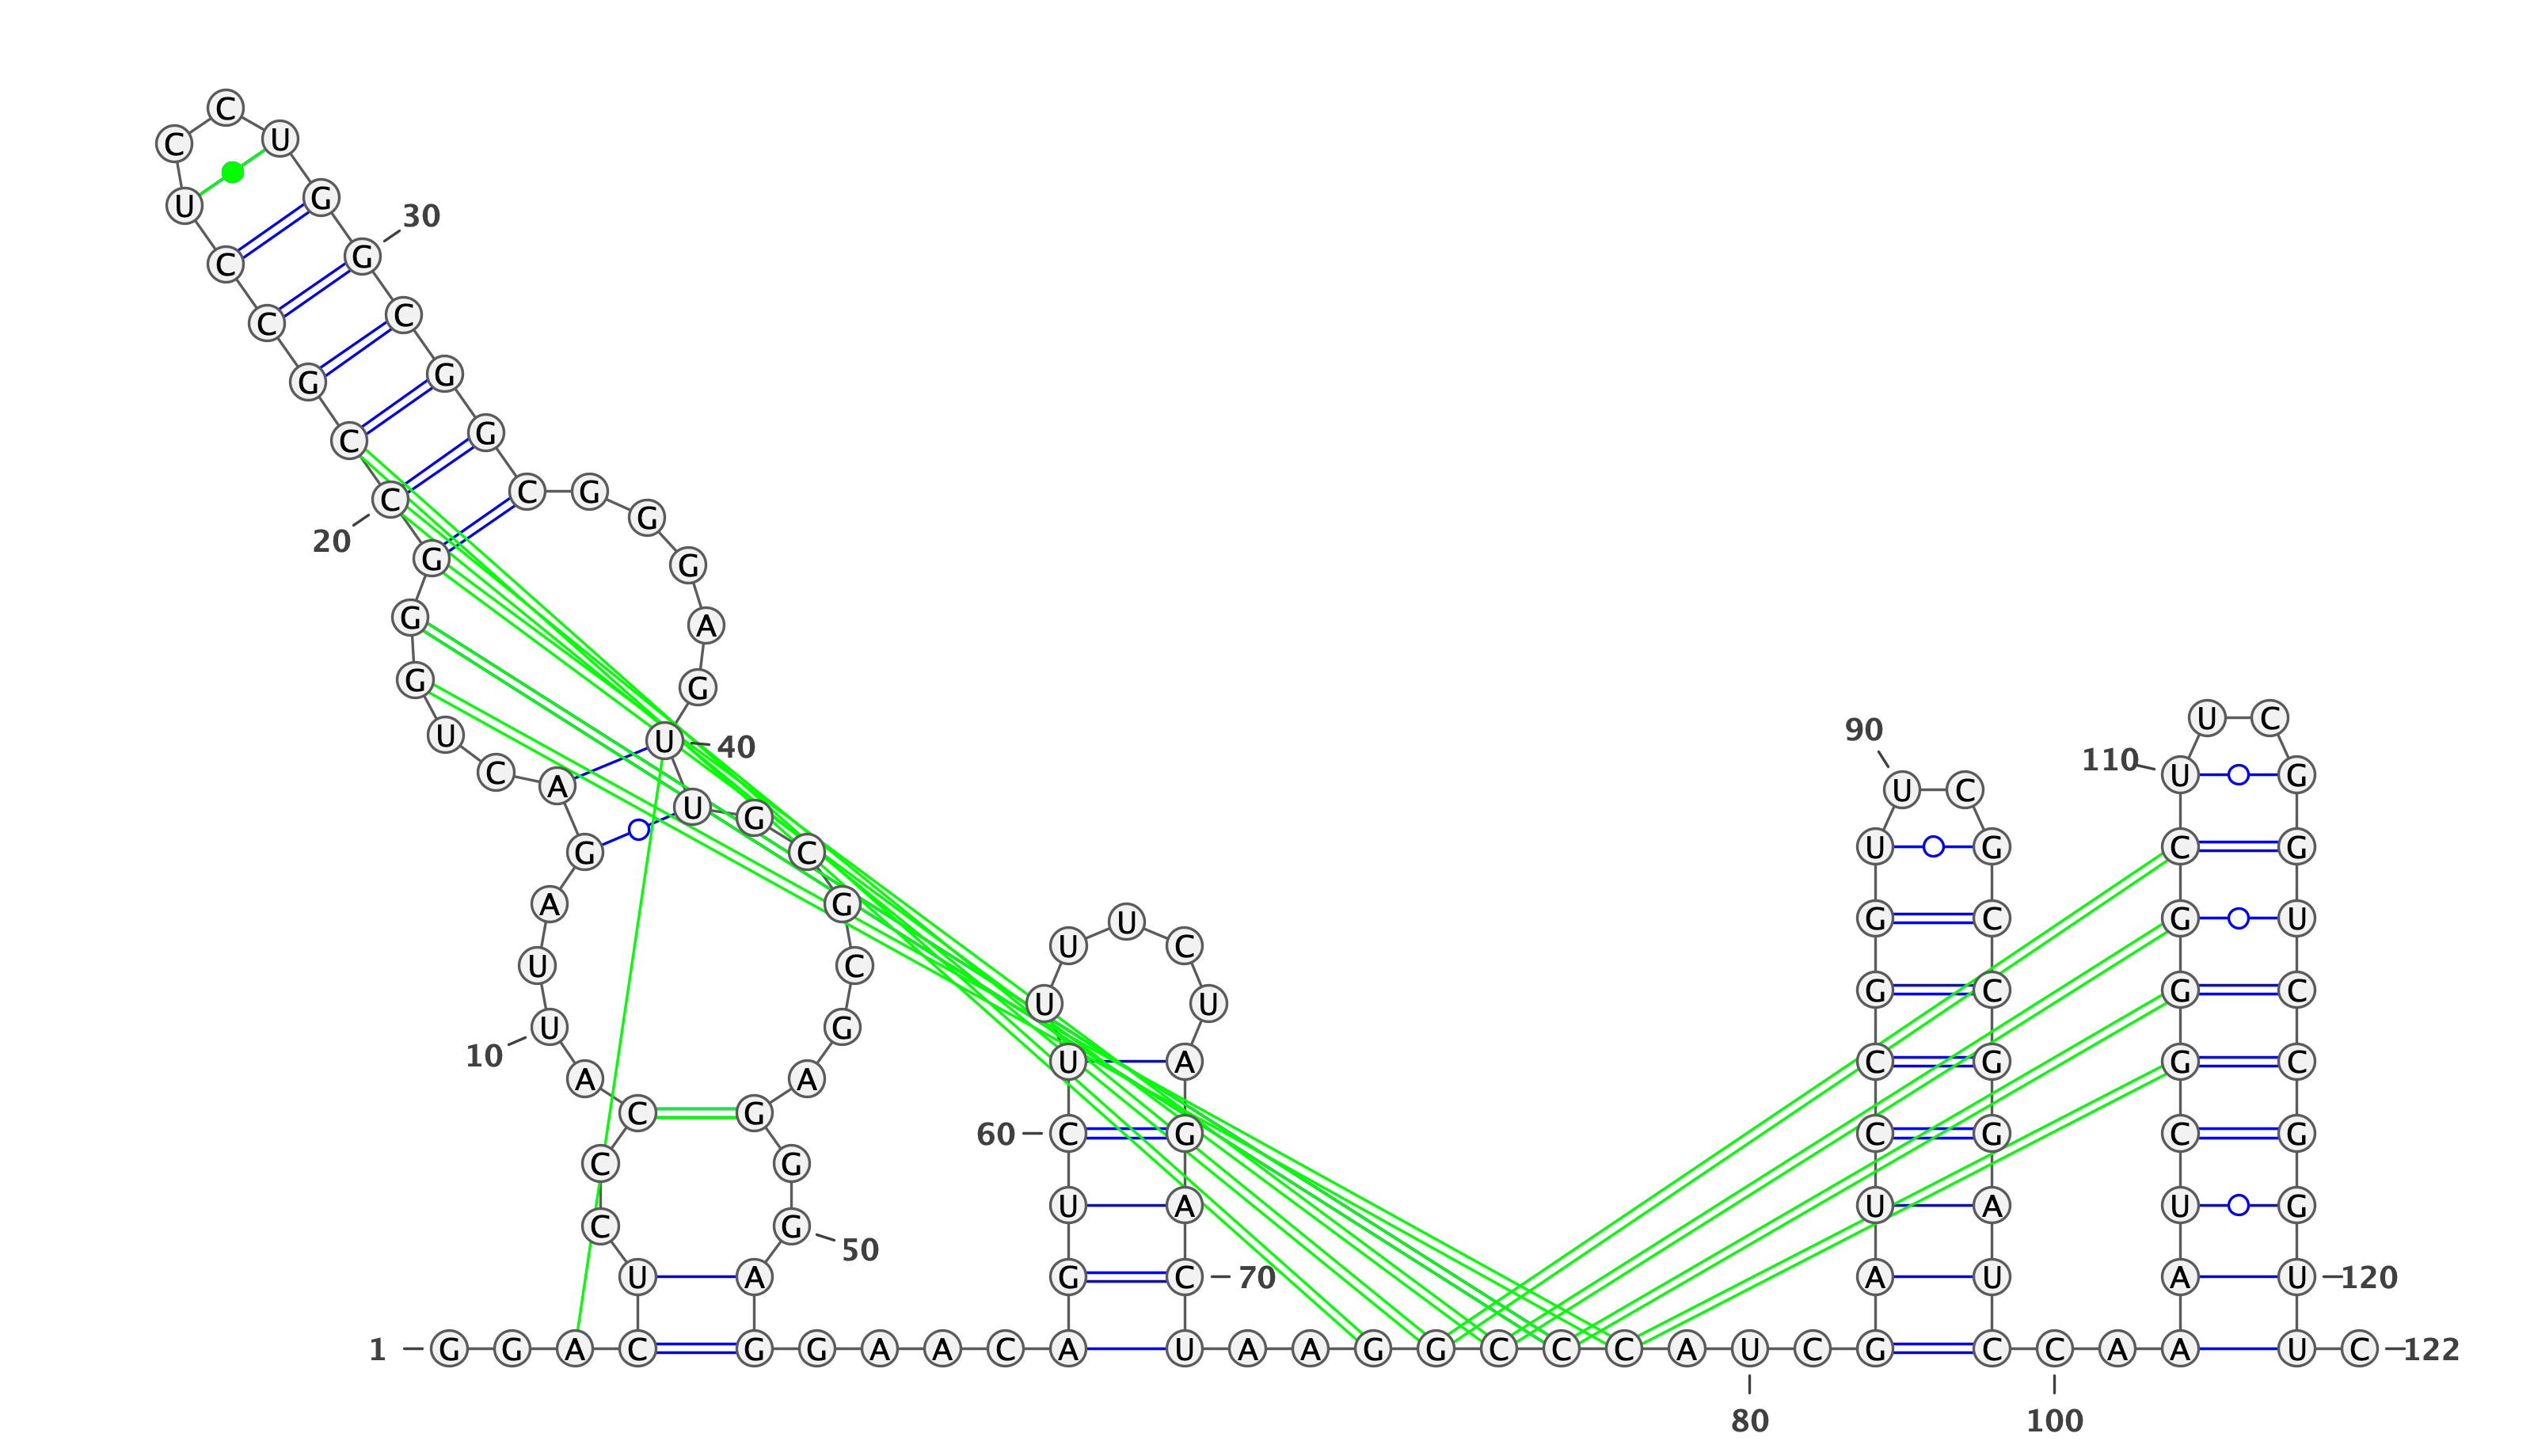 C
C U
U G
30
C G
C C
G G
C G
C C G
G
20
G G
G A
G G
U C
90
U U 40
110
C A U G
U C
U G
G C U G C G
A G
U G C G U
U C
U C
G C G C
U U
U G
10
U A C G G C
A A
C G
60 C G C G C G
C G
U A U A U G
C G 50
U A G C 70 A U A U 120
1 G G A C G G A A C A U A A G G C C C A U C G C C A A U C 122
80 100